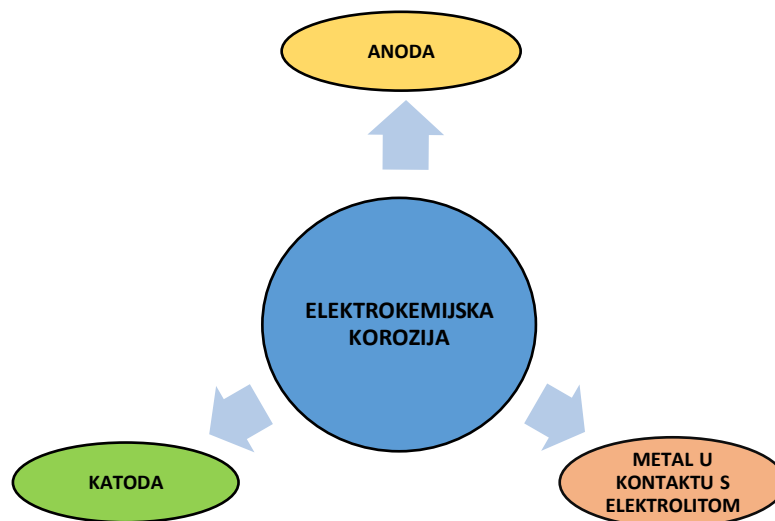 ANODA
ELEKTROKEMIJSKA
KOROZIJA
KATODA
METAL U
KONTAKTU S
ELEKTROLITOM